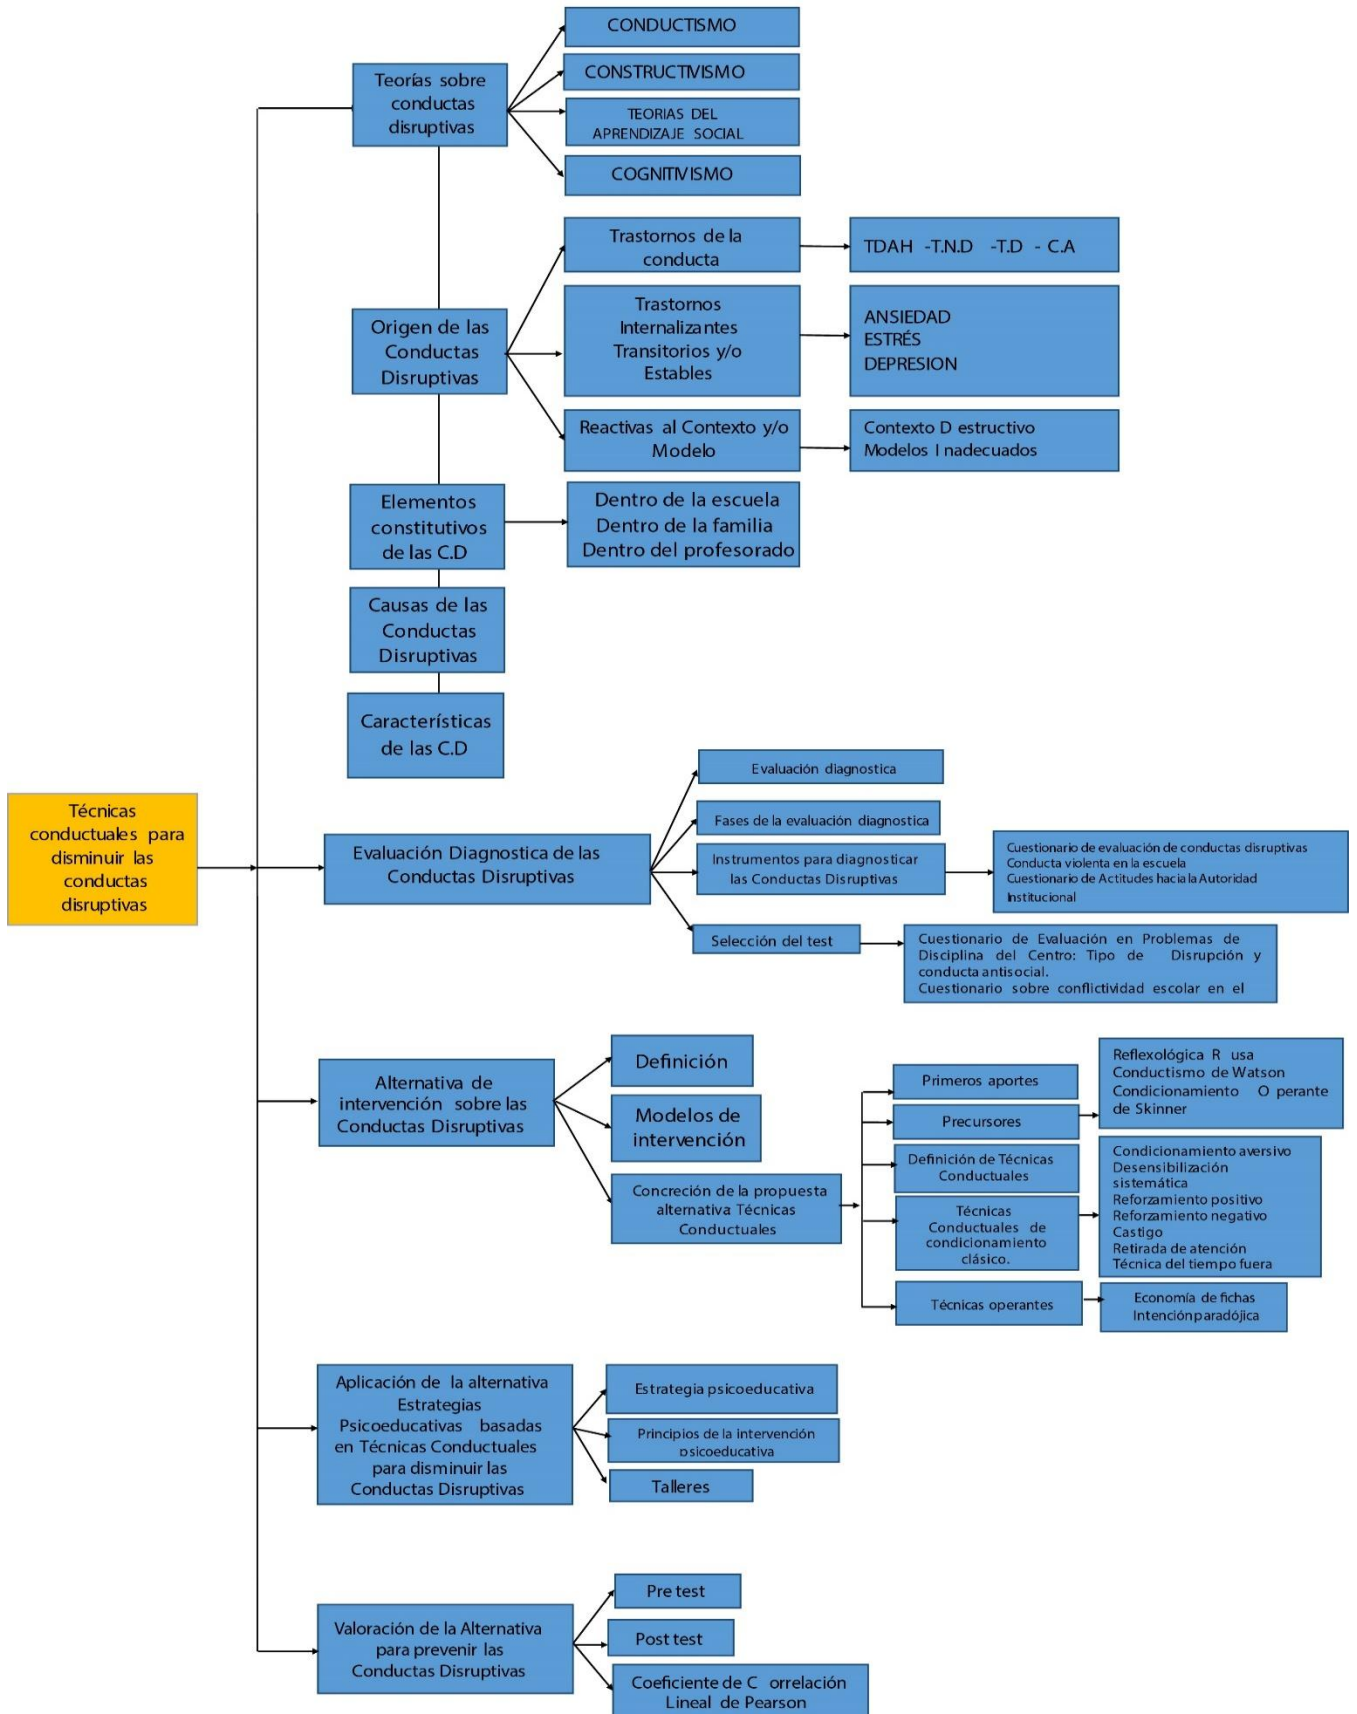 CONDUCTISMO
Teorías sobre
conductas
disruptivas
CONSTRUCTIVISMO
TEORIAS DEL
APRENDIZAJE SOCIAL
COGNITIVISMO
Origen de las
Conductas
Disruptivas
Trastornos de la
conducta
TDAH -T.N.D -T.D - C.A
Trastornos
Internalizantes
Transitorios y/o
Estables
ANSIEDAD
ESTRÉS
DEPRESION
Reactivas al Contexto y/o
Modelo
Contexto D estructivo
Modelos I nadecuados
Elementos
constitutivos
de las C.D
Dentro de la escuela
Dentro de la familia
Dentro del profesorado
Causas de las
Conductas
Disruptivas
Característicias
de las C.D
Técnicas
conductuales para
disminuir las
conductas
disruptivas
Evaluación Diagnostica de las
Conductas Disruptivas
Evaluación diagnostica
Fases de la evaluación diagnostica
Instrumentos para diagnosticar
las Conductas Disruptivas
Cuestionario de evaluación de conductas disruptivas
Conducta violenta en la escuela
Cuestionario de Actitudes hacia la Autoridad
Institucional
Selección del test
Cuestionario de Evaluación en Problemas de
Disciplina del Centro: Tipo de Disrupción y
conducta antisocial.
Cuestionario sobre conflictividad escolar en el
Alternativa de
intervención sobre las
Conductas Disruptivas
Definición
Modelos de
intervención
Concreción de la propuesta
alternativa Técnicas
Conductuales
Primeros aportes
Precursores
Reflexológica R usa
Conductismo de Watson
Condicionamiento O perante
de Skinner
Definición de Técnicas
Conductuales
Técnicas
Conductuales de
condicionamiento
clásico.
Condicionamiento aversivo
Desensibilización
sistemática
Reforzamiento positivo
Reforzamiento negativo
Castigo
Retirada de atención
Técnica del tiempo fuera
Técnicas operantes
Economía de fichas
Intención paradójica
Aplicación de la alternativa
Estrategias
Psicoeducativas basadas
en Técnicas Conductuales
para disminuir las
Conductas Disruptivas
Estrategia psicoeducativa
Principios de la intervención
psicoeducativa
Talleres
Valoración de la Alternativa
para prevenir las
Conductas Disruptivas
Pre test
Post test
Coeficiente de C orrelación
Lineal de Pearson